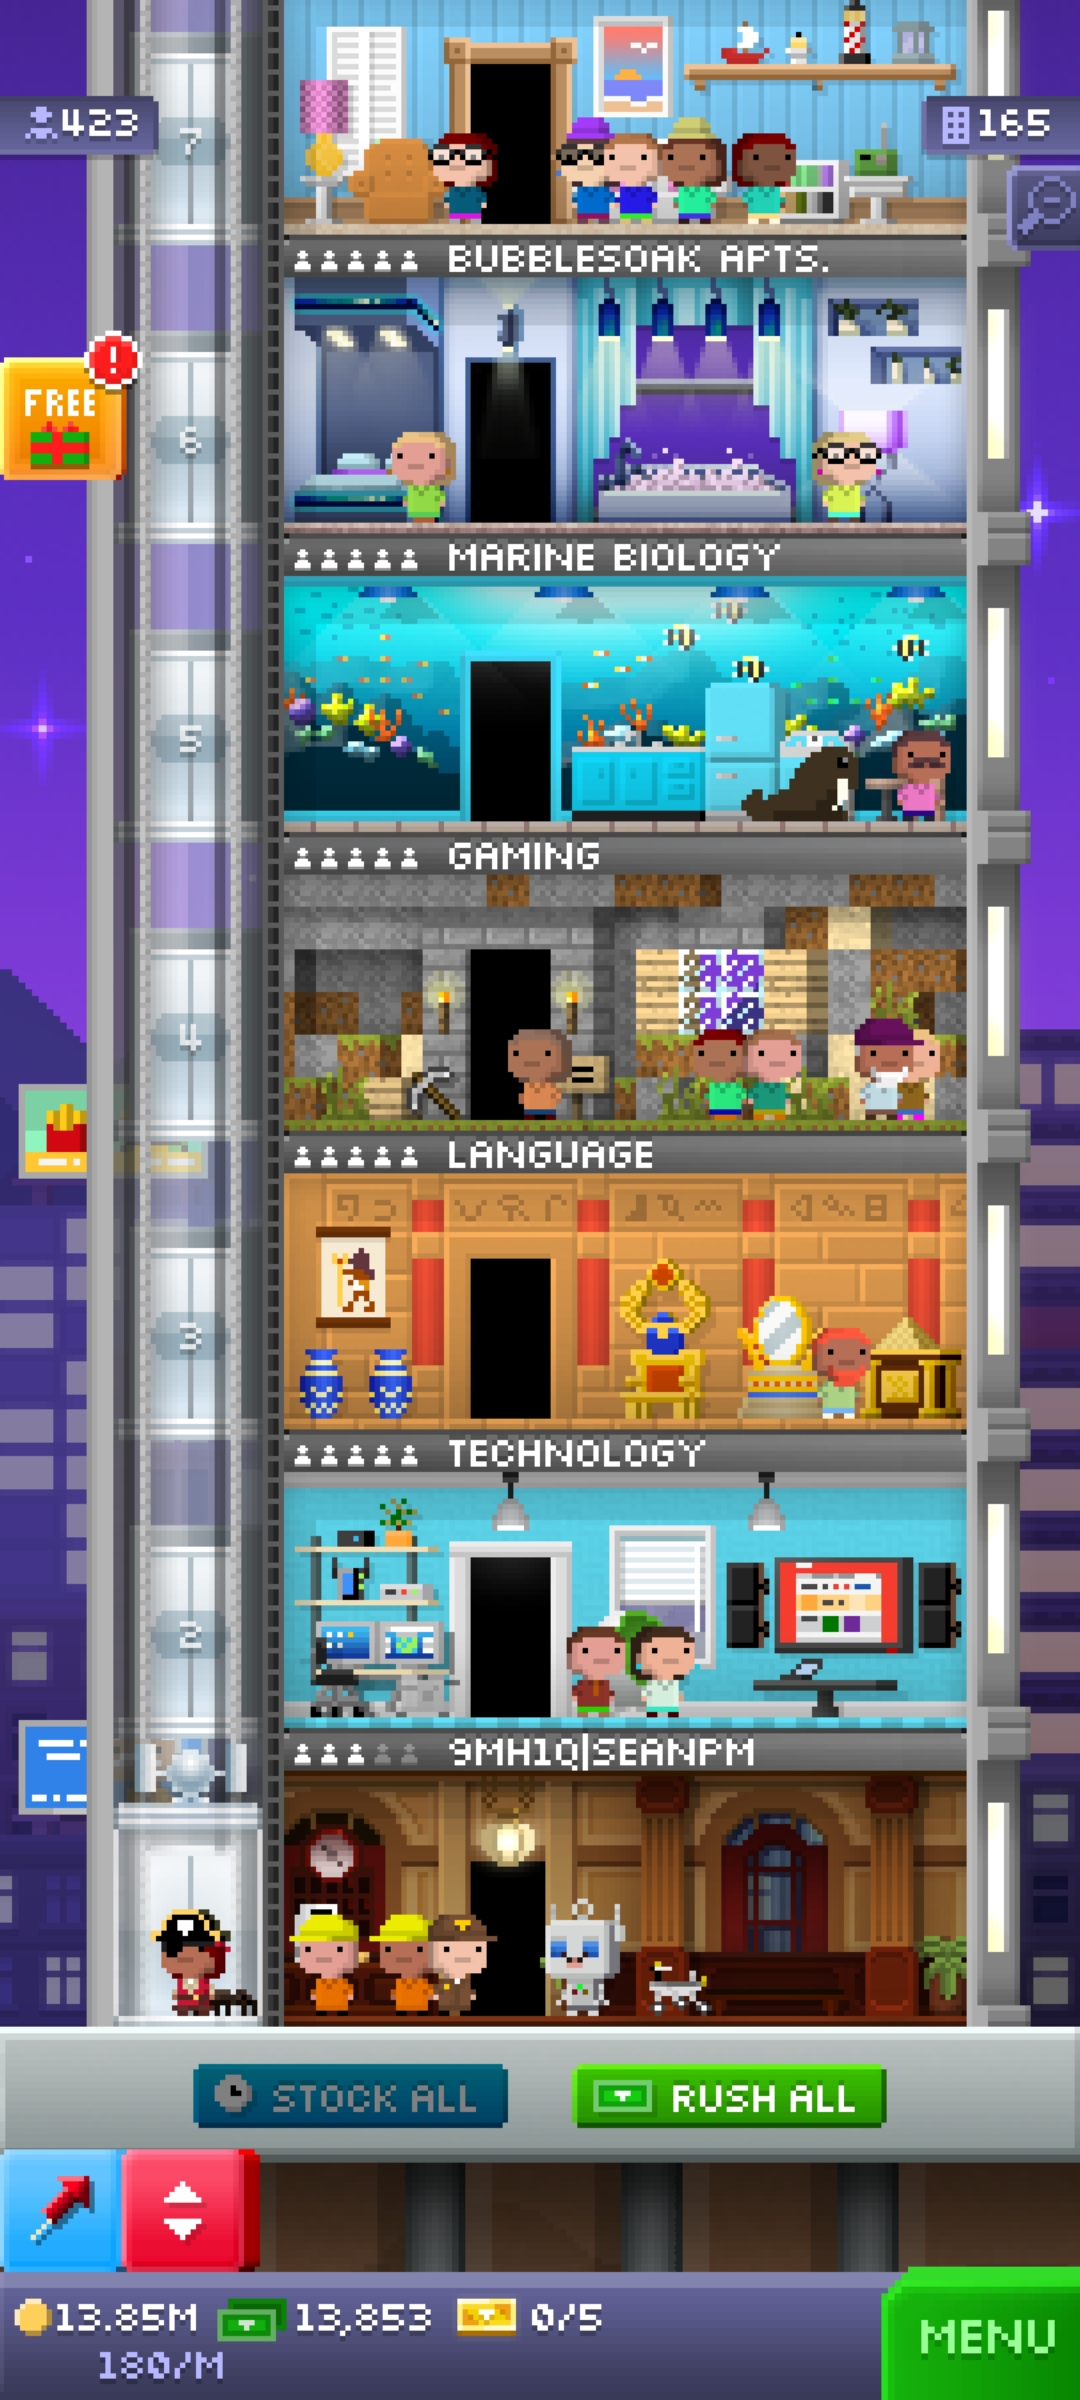 7
423
165
BUBBLESOAK APTS.
FREE
!
6
MARINE BIOLOGY
5
GAMING
4
LANGUAGE
3
TECHNOLOGY
2
9MH1Q|SEANPM
STOCK ALL
RUSH ALL
13.85M
13,853
0/5
180/M
MENU